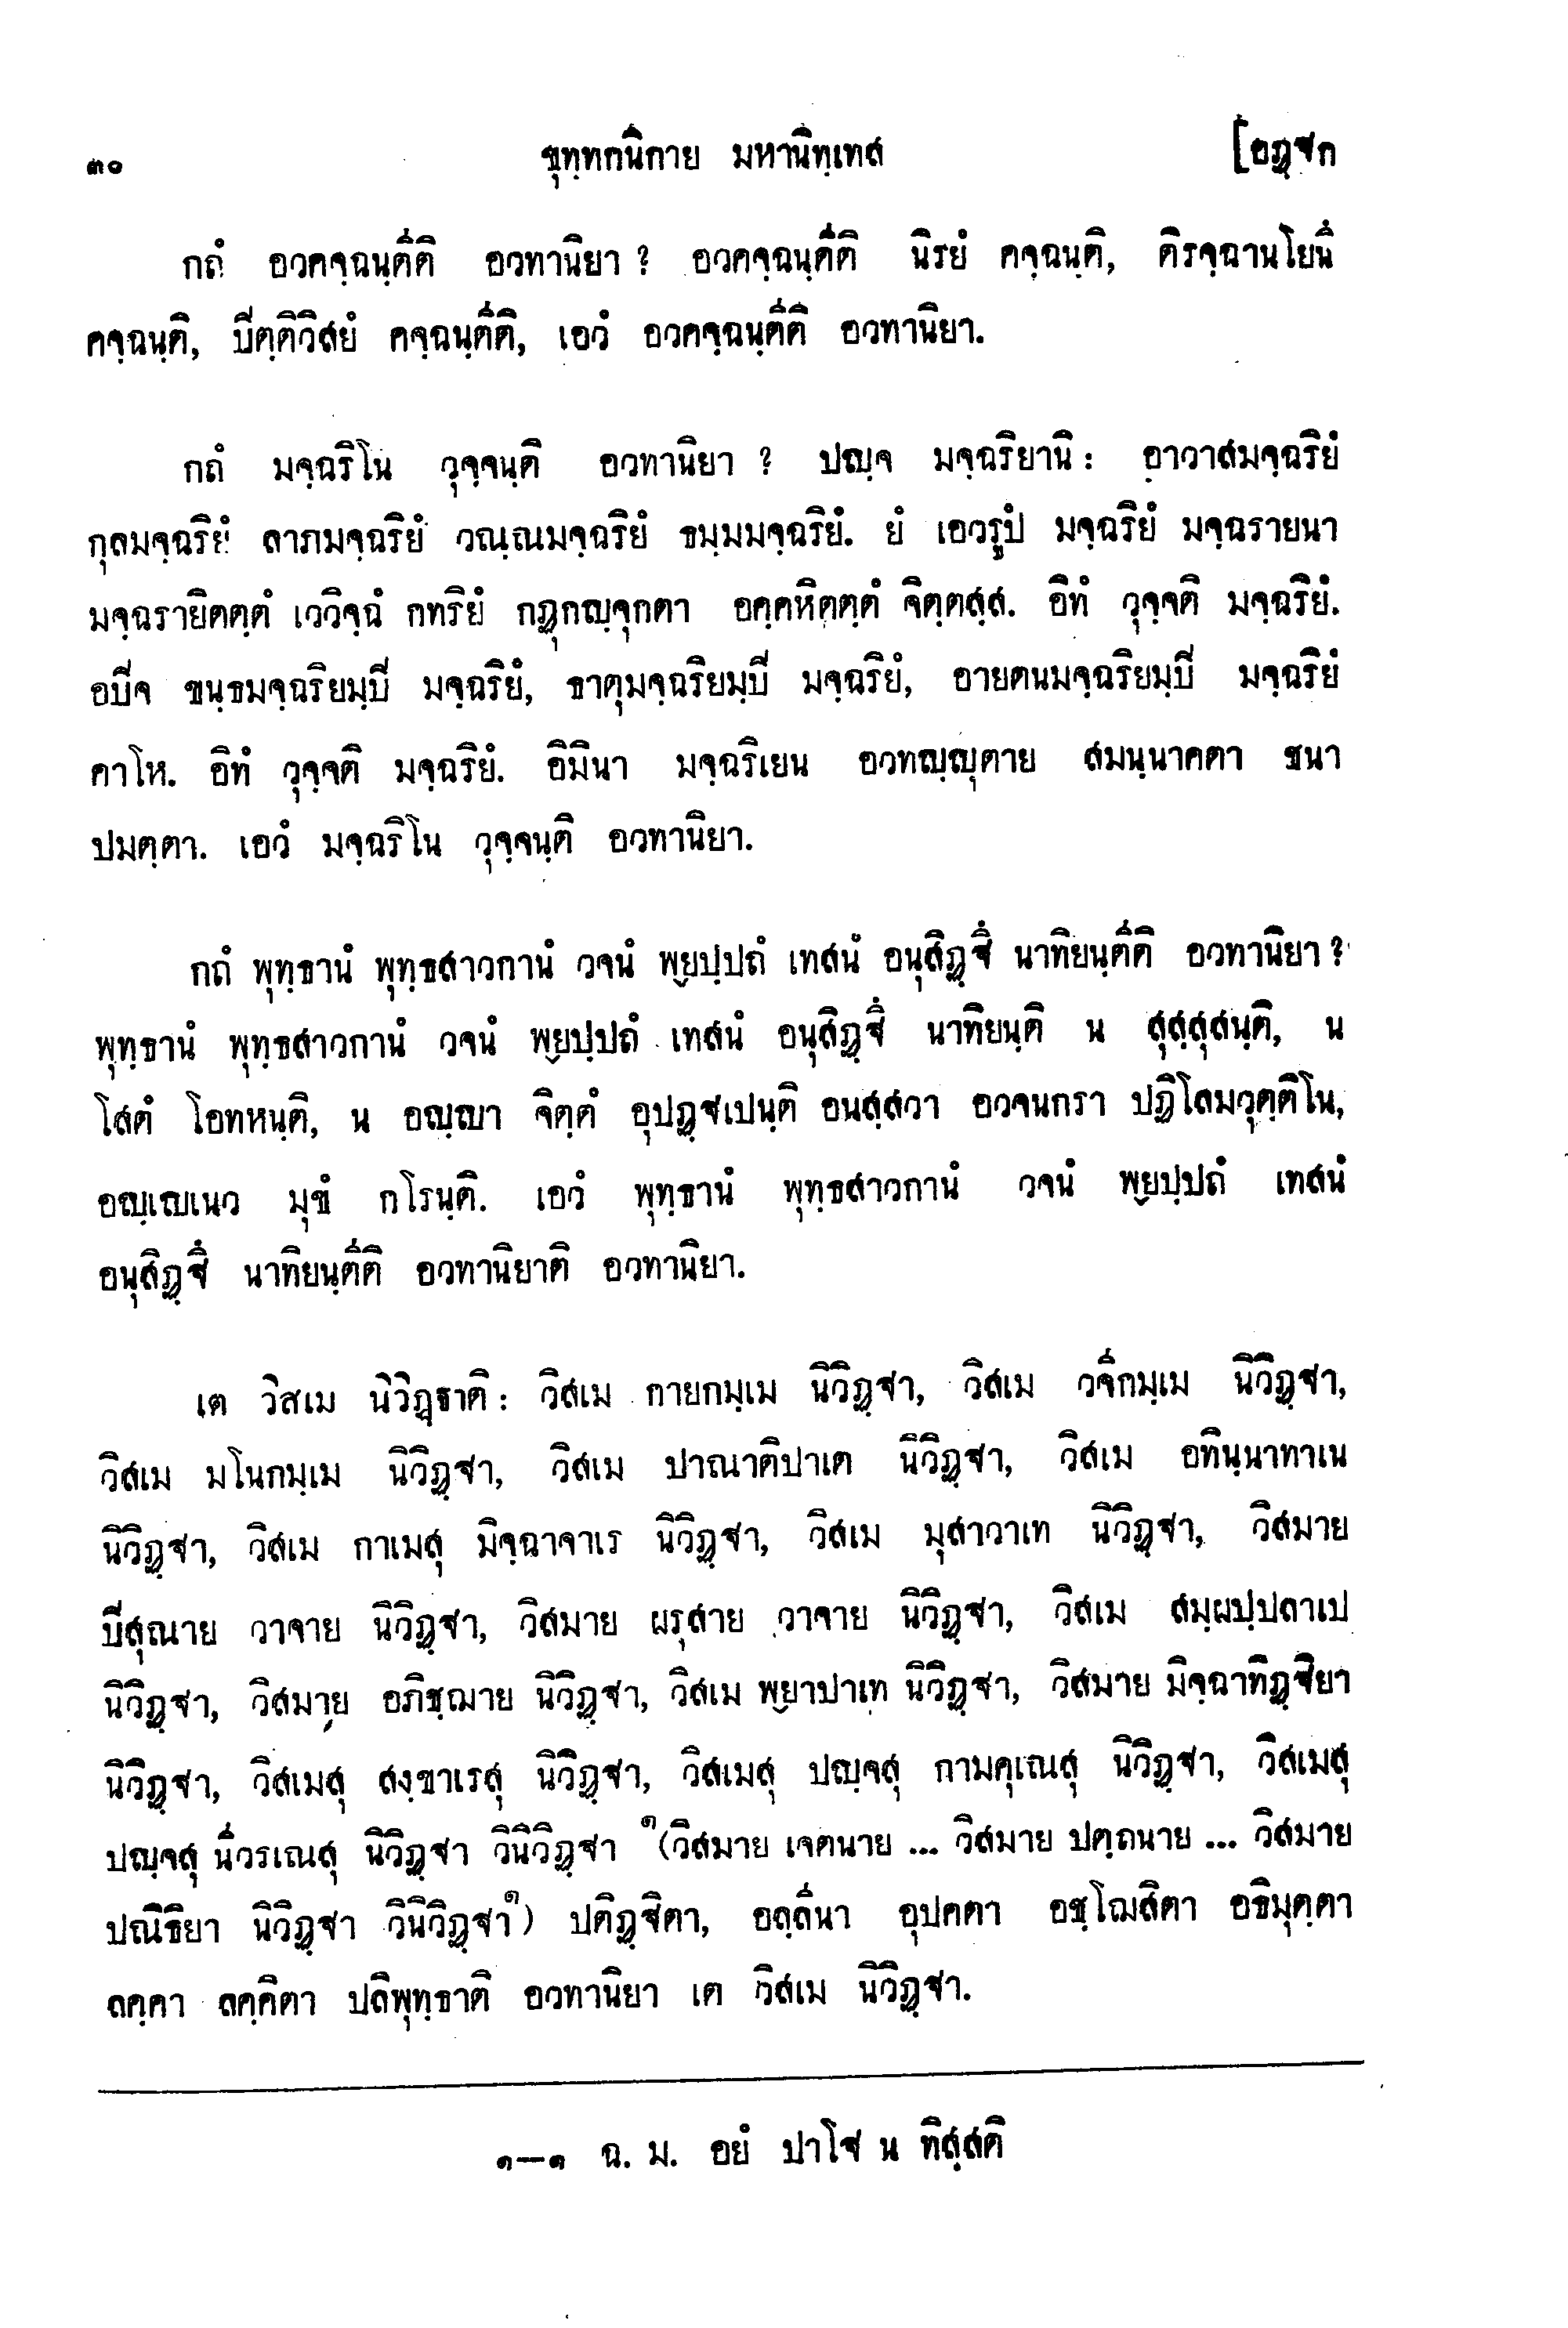 ๓๐ ขุทฺทกนิกาย มหานิทฺเทส [อฏฺฐก
กถํ อวคจฺฉนฺตีติ อวทานิยา ? อวคจฺฉนฺตีติ นิรยํ คจฺฉนฺติ, ติรจฺฉานโยนึ
คจฺฉนฺติ, ปิตฺติวิสยํ คจฺฉนฺตีติ, เอวํ อวคจฺฉนฺตีติ อวทานิยา.
กถํ มจฺฉริโน วุจฺจนฺติ อวทานิยา ? ปญฺจ มจฺฉริยานิ : อาวาสมจฺฉริยํ
กุลมจฺฉริยํ ลาภมจฺฉริยํ วณฺณมจฺฉริยํ ธมฺมมจฺฉริยํ. ยํ เอวรูปํ มจฺฉริยํ มจฺฉรายนา
มจฺฉรายิตตฺตํ เววิจฺฉํ กทริยํ กฏุกญฺจุกตา อคฺคหิตตฺตํ จิตฺตสฺส. อิทํ วุจฺจติ มจฺฉริยํ.
อปิจ ขนฺธมจฺฉริยมฺปิ มจฺฉริยํ, ธาตุมจฺฉริยมฺปิ มจฺฉริยํ, อายตนมจฺฉริยมฺปิ มจฺฉริยํ
คาโห. อิทํ วุจฺจติ มจฺฉริยํ. อิมินา มจฺฉริเยน อวทญฺญุตาย สมนฺนาคตา ชนา
ปมตฺตา. เอวํ มจฺฉริโน วุจฺจนฺติ อวทานิยา.
กถํ พุทฺธานํ พุทฺธสาวกานํ วจนํ พฺยปฺปถํ เทสนํ อนุสิฏฺฐึ นาทิยนฺตีติ อวทานิยา ?
พุทฺธานํ พุทฺธสาวกานํ วจนํ พฺยปฺปถํ เทสนํ อนุสิฏฺฐึ นาทิยนฺติ น สุสฺสุสนฺติ, น
โสตํ โอทหนฺติ, น อญฺญา จิตฺตํ อุปฏฺฐเปนฺติ อนสฺสวา อวจนกรา ปฏิโลมวุตฺติโน,
อญฺเญเนว มุขํ กโรนฺติ. เอวํ พุทฺธานํ พุทฺธสาวกานํ วจนํ พฺยปฺปถํ เทสนํ
อนุสิฏฺฐึ นาทิยนฺตีติ อวทานิยาติ อวทานิยา.
เต วิสเม นิวิฏฺฐาติ : วิสเม กายกมฺเม นิวิฏฺฐา, วิสเม วจีกมฺเม นิวิฏฺฐา,
วิสเม มโนกมฺเม นิวิฏฺฐา, วิสเม ปาณาติปาเต นิวิฏฺฐา, วิสเม อทินฺนาทาเน
นิวิฏฺฐา, วิสเม กาเมสุ มิจฺฉาจาเร นิวิฏฺฐา, วิสเม มุสาวาเท นิวิฏฺฐา, วิสมาย
ปิสุณาย วาจาย นิวิฏฺฐา, วิสมาย ผรุสาย วาจาย นิวิฏฺฐา, วิสเม สมฺผปฺปลาเป
นิวิฏฺฐา, วิสมาย อภิชฺฌาย นิวิฏฺฐา, วิสเม พฺยาปาเท นิวิฏฺฐา, วิสมาย มิจฺฉาทิฏฺฐิยา
นิวิฏฺฐา, วิสเมสุ สงฺขาเรสุ นิวิฏฺฐา, วิสเมสุ ปญฺจสุ กามคุเณสุ นิวิฏฺฐา, วิสเมสุ
ปญฺจสุ นีวรเณสุ นิวิฏฺฐา วินิวิฏฺฐา ๑(วิสมาย เจตนาย ... วิสมาย ปตฺถนาย ... วิสมาย
ปณิธิยา นิวิฏฺฐา วินิวิฏฺฐา๑) ปติฏฺฐิตา, อลฺลีนา อุปคตา อชฺโฌสิตา อธิมุตฺตา
ลคฺคา ลคฺคิตา ปลิพุทฺธาติ อวทานิยา เต วิสเม นิวิฏฺฐา.
๑—๑ ฉ. ม. อยํ ปาโฐ น ทิสฺสติ